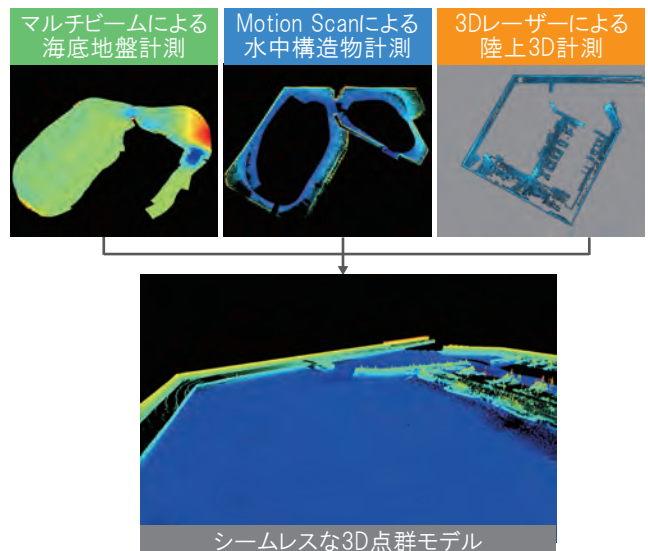 マルチビームによる
海底地盤計測
Motion Scanによる
水中構造物計測
3Dレーザーによる
陸上3D計測
シームレスな3D点群モデル